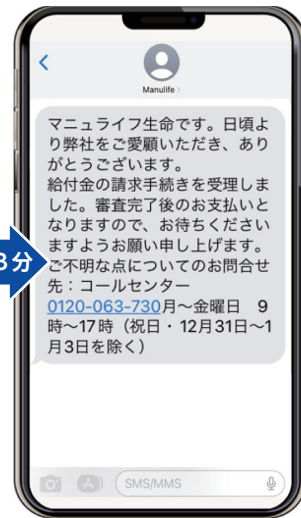 Manulife
マニュライフ生命です。日頃よ
り弊社をご愛顧いただき、あり
がとうございます。
給付金の請求手続きを受理しま
した。審査完了後のお支払いと
なりますので、お待ちください
ますようお願い申し上げます。
ご不明な点についてのお問合せ
先：コールセンター
0120-063-730月～金曜日　9
時～17時（祝日・12月31日～1
月3日を除く）
3分
SMS/MMS